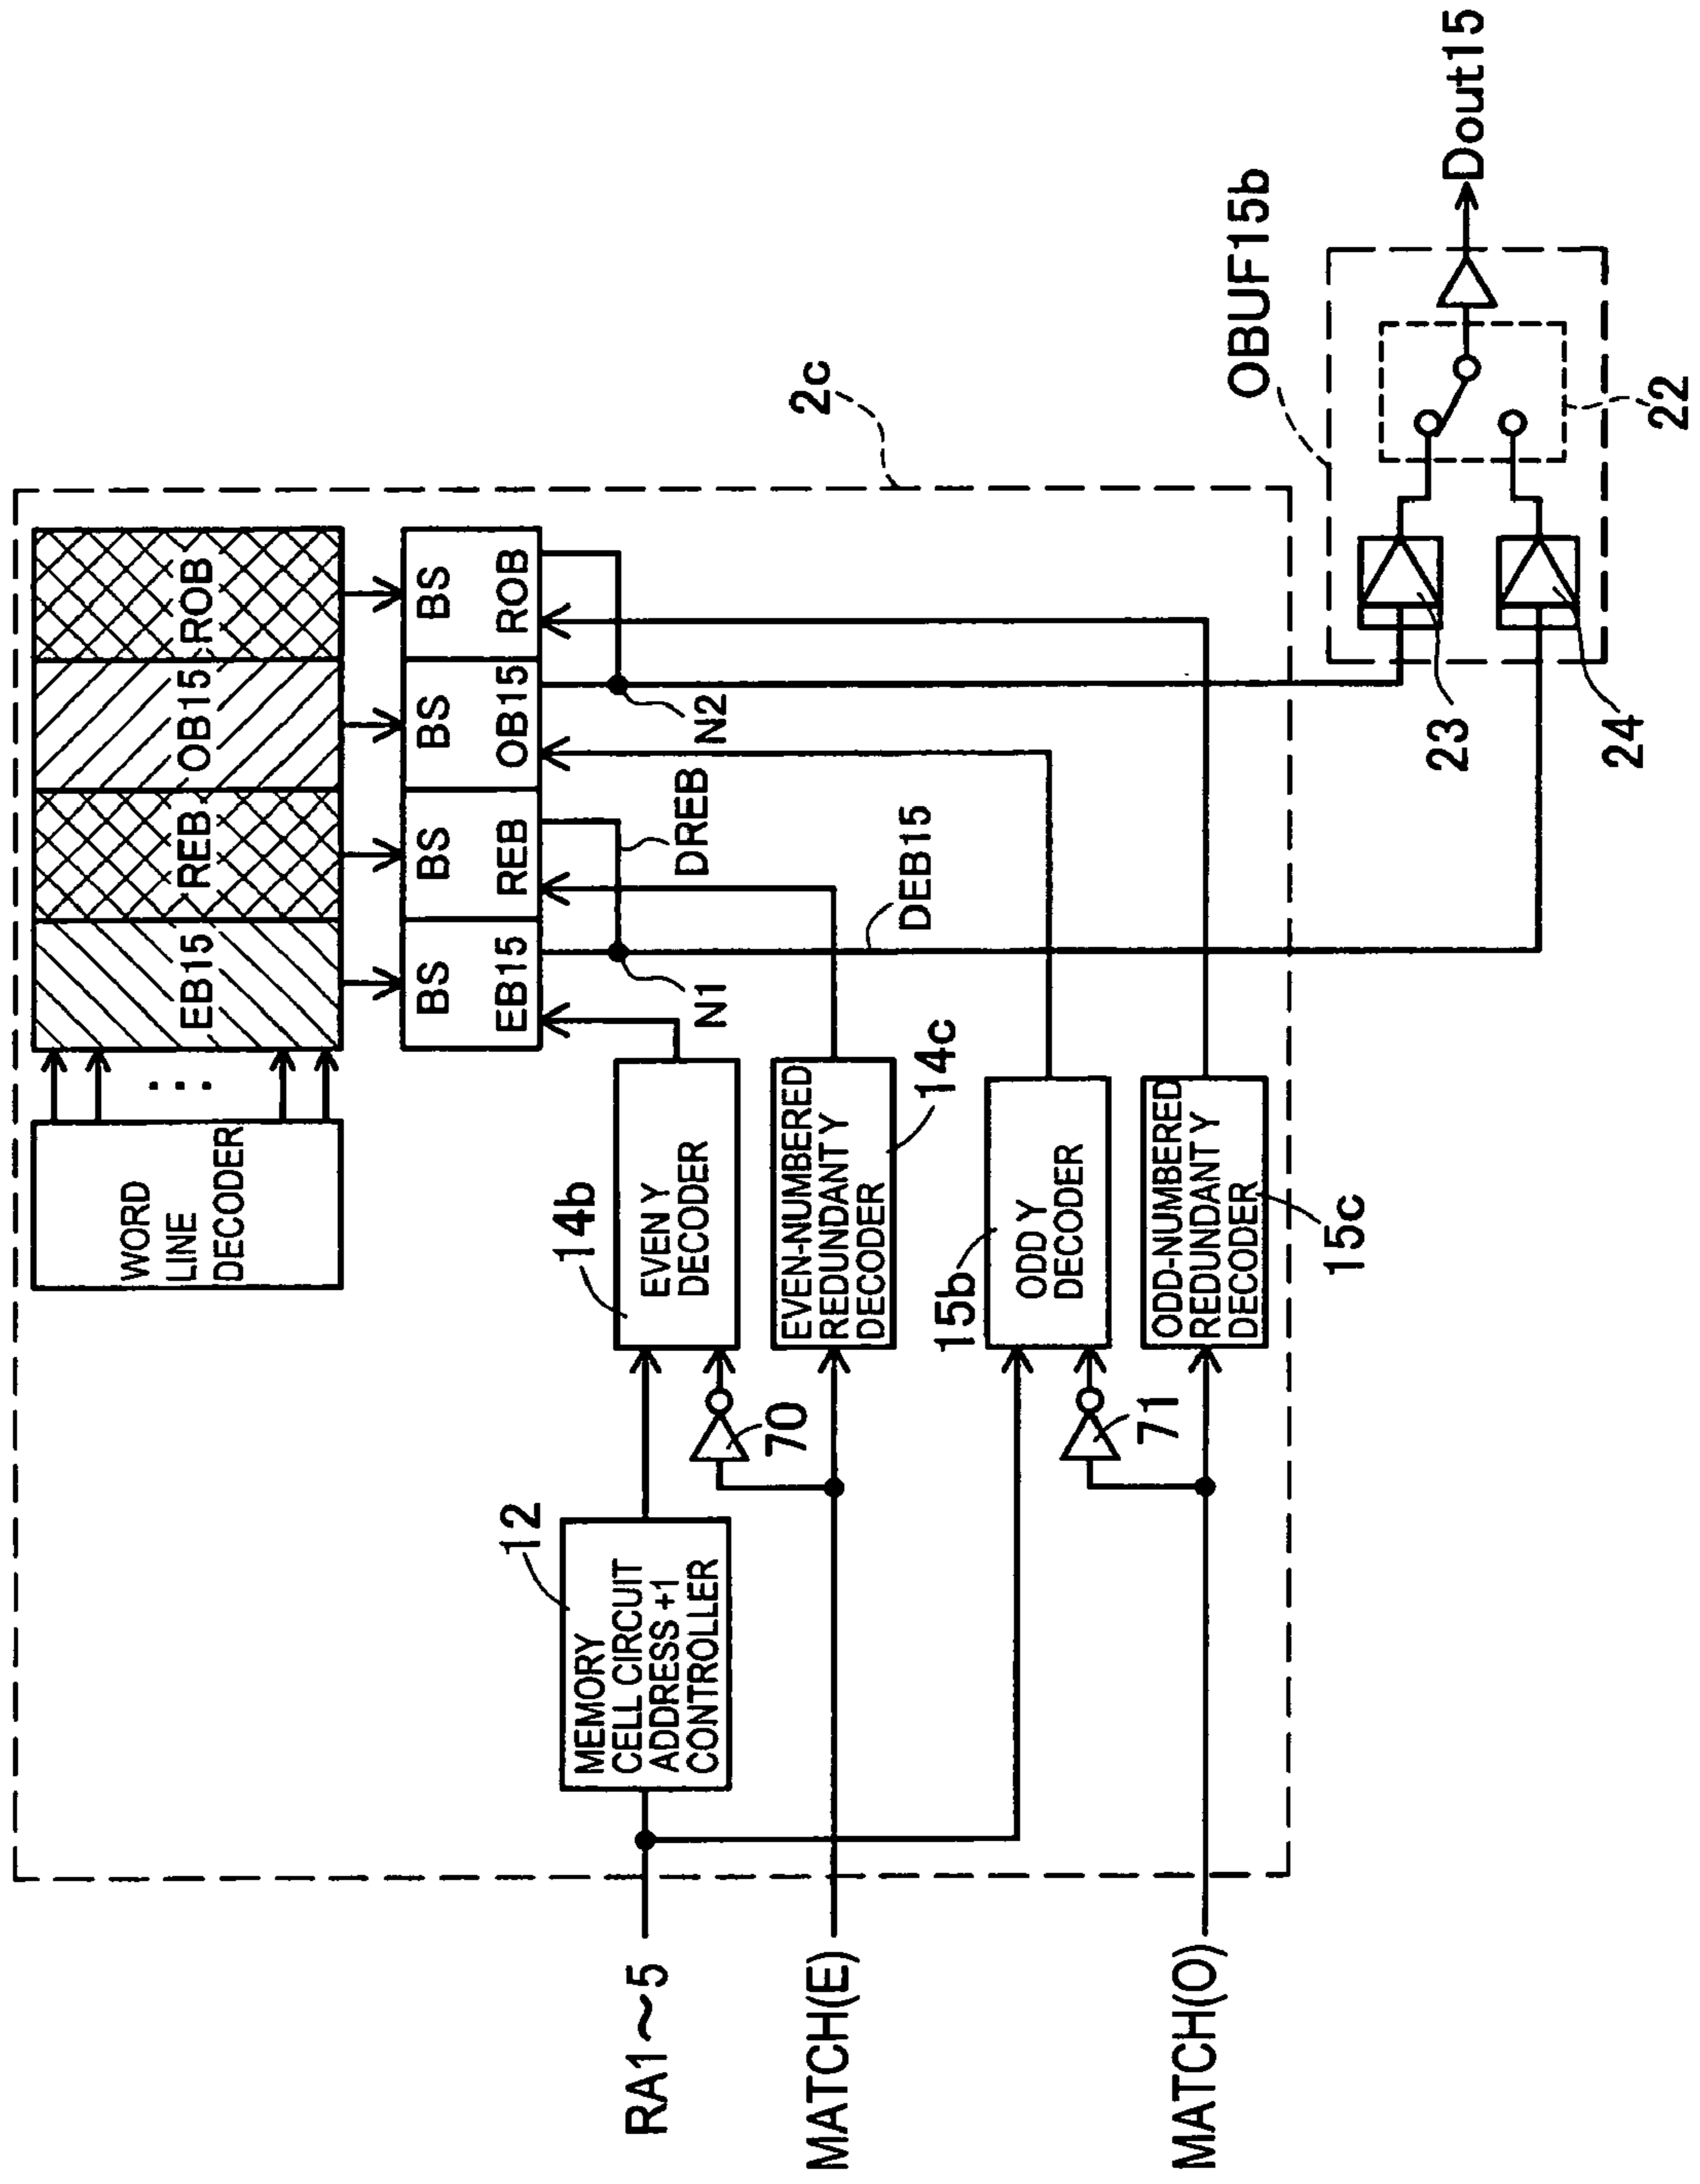 WORD
LINE
DECODER
EB15
REB
OB15
ROB
BS
EB15
BS
REB
BS
OB15
BS
ROB
2c
12
MEMORY
CELL CIRCUIT
ADDRESS +1
CONTROLLER
14b
EVEN Y
DECODER
70
EVEN-NUMBERED
REDUNDANT Y
DECODER
14c
15b
ODD Y
DECODER
71
ODD-NUMBERED
REDUNDANT Y
DECODER
15c
N1
DREB
N2
DEB15
RA1~5
MATCH(E)
MATCH(O)
OBUF15b
23
24
22
Dout15